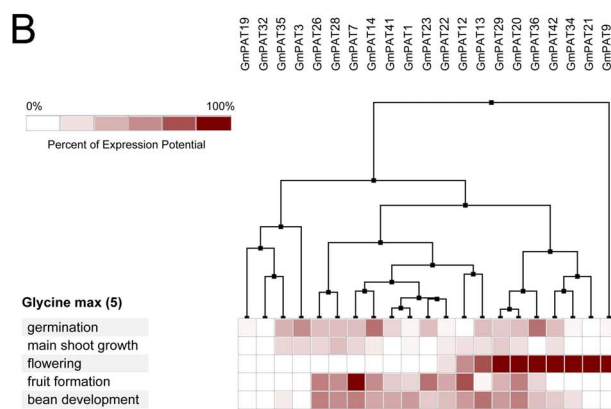 B
GmPAT19
GmPAT32
GmPAT35
GmPAT3
GmPAT26
GmPAT28
GmPAT7
GmPAT14
GmPAT41
GmPAT1
GmPAT23
GmPAT22
GmPAT12
GmPAT13
GmPAT29
GmPAT20
GmPAT36
GmPAT42
GmPAT34
GmPAT21
GmPAT9
0% 100%
Percent of Expression Potential
Glycine max (5)
germination
main shoot growth
flowering
fruit formation
bean development